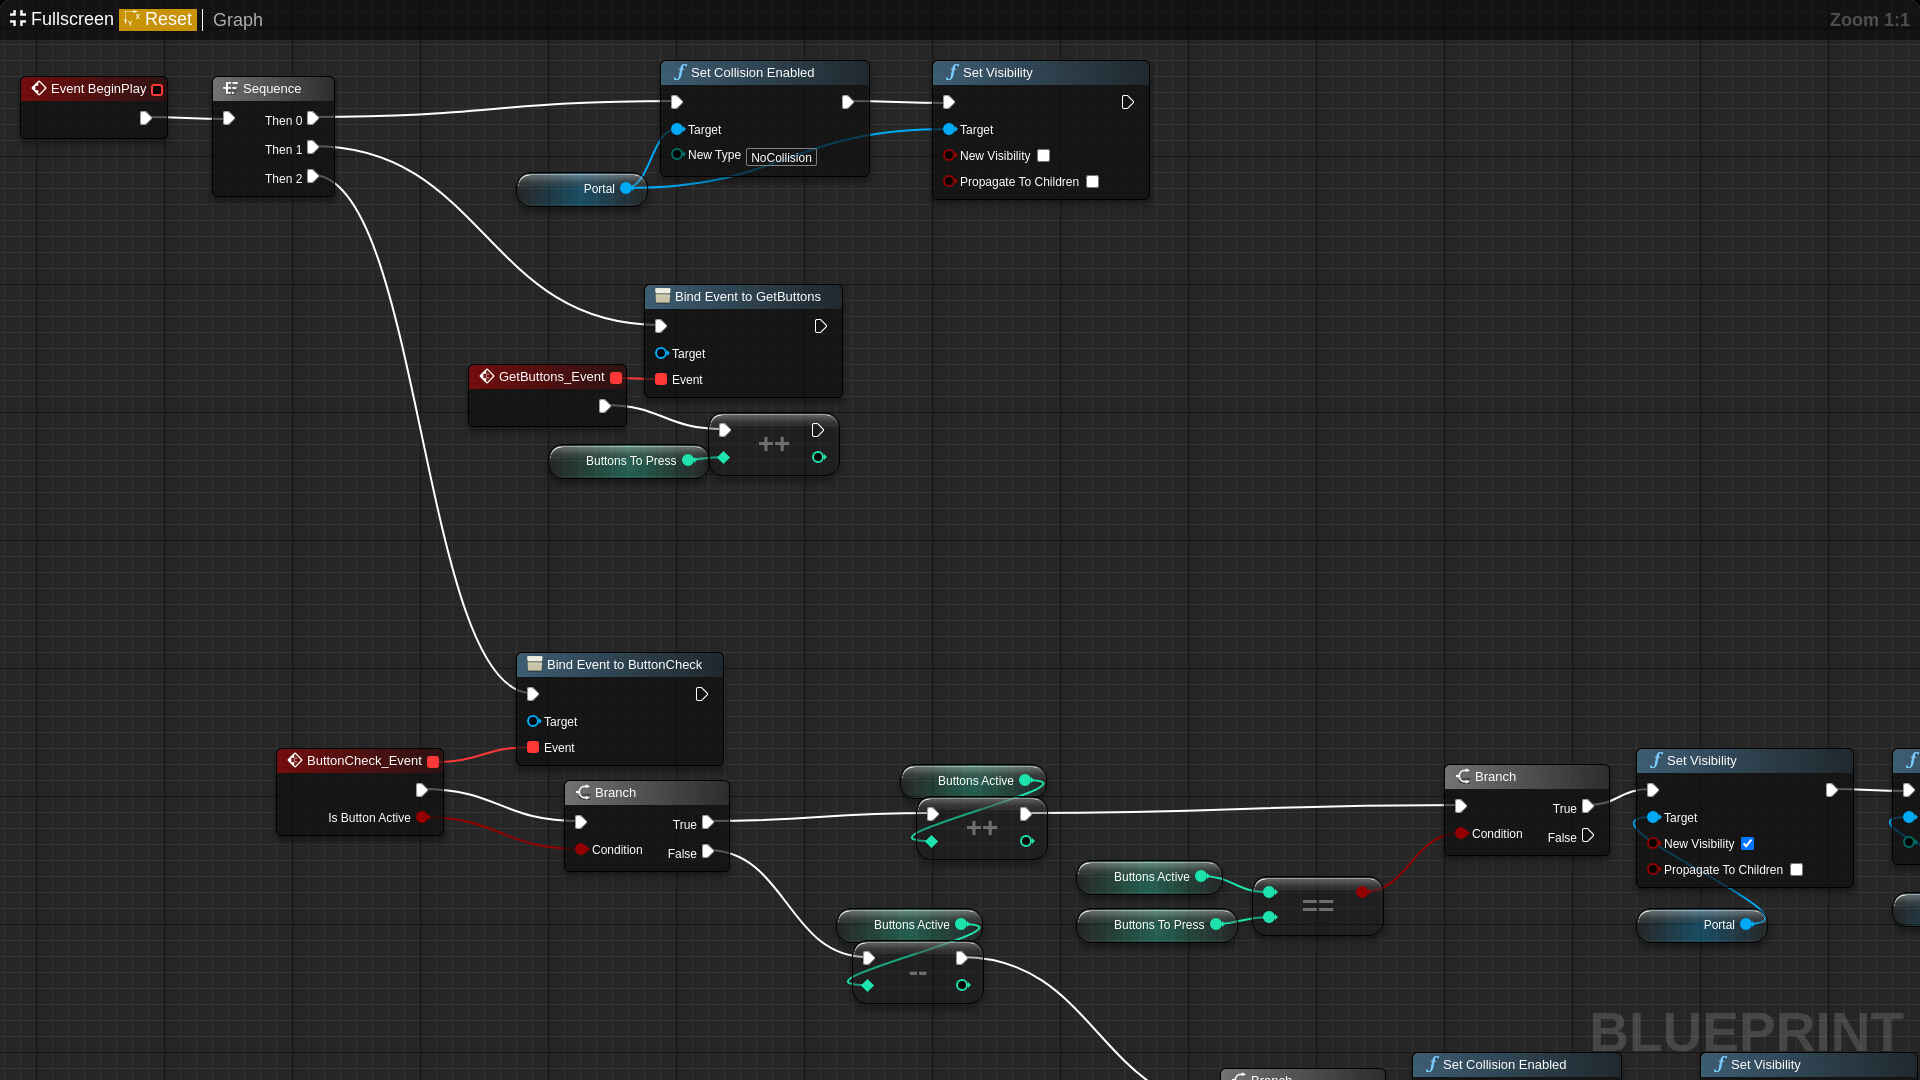 Fullscreen Reset Graph
Zoom 1:1
Event BeginPlay
Sequence
Then 0
Then 1
Then 2
Set Collision Enabled
Target
New Type NoCollision
Portal
Set Visibility
Target
New Visibility
Propagate To Children
Bind Event to GetButtons
Target
Event
GetButtons_Event
Buttons To Press
++
Bind Event to ButtonCheck
Target
Event
ButtonCheck_Event
Is Button Active
Branch
True
Condition
False
Buttons Active
++
Buttons Active
--
Buttons Active
Buttons To Press
==
Branch
True
Condition
False
Set Visibility
Target
New Visibility
Propagate To Children
Portal
BLUEPRINT
Branch
Set Collision Enabled
Set Visibility